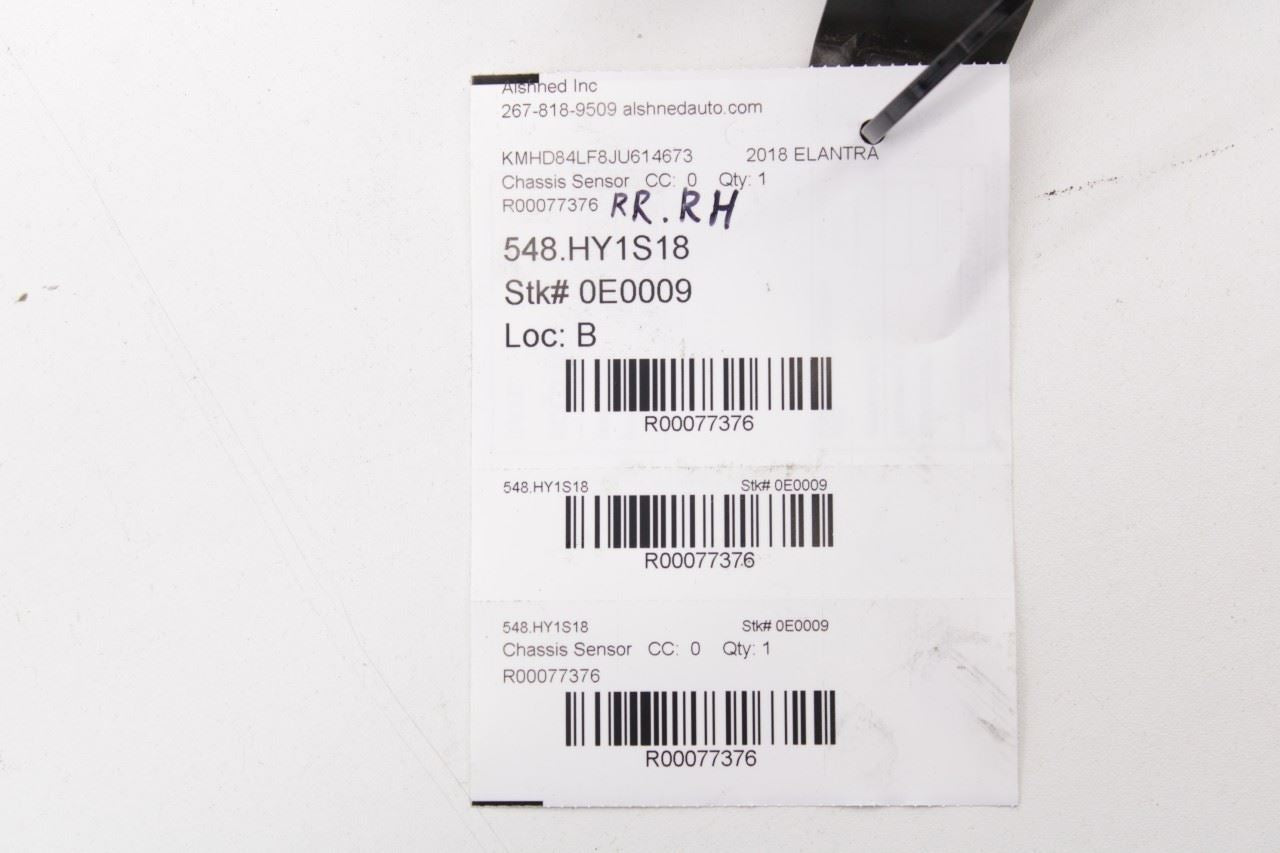 Alshned Inc
267-818-9509 alshnedauto.com
KMHD84LF8JU614673 2018 ELANTRA
Chassis Sensor CC: 0 Qty: 1
R00077376 RR.RH
548.HY1S18
Stk# 0E0009
Loc: B
R00077376
548.HY1S18 Stk# 0E0009
R00077376
548.HY1S18 Stk# 0E0009
Chassis Sensor CC: 0 Qty: 1
R00077376
R00077376